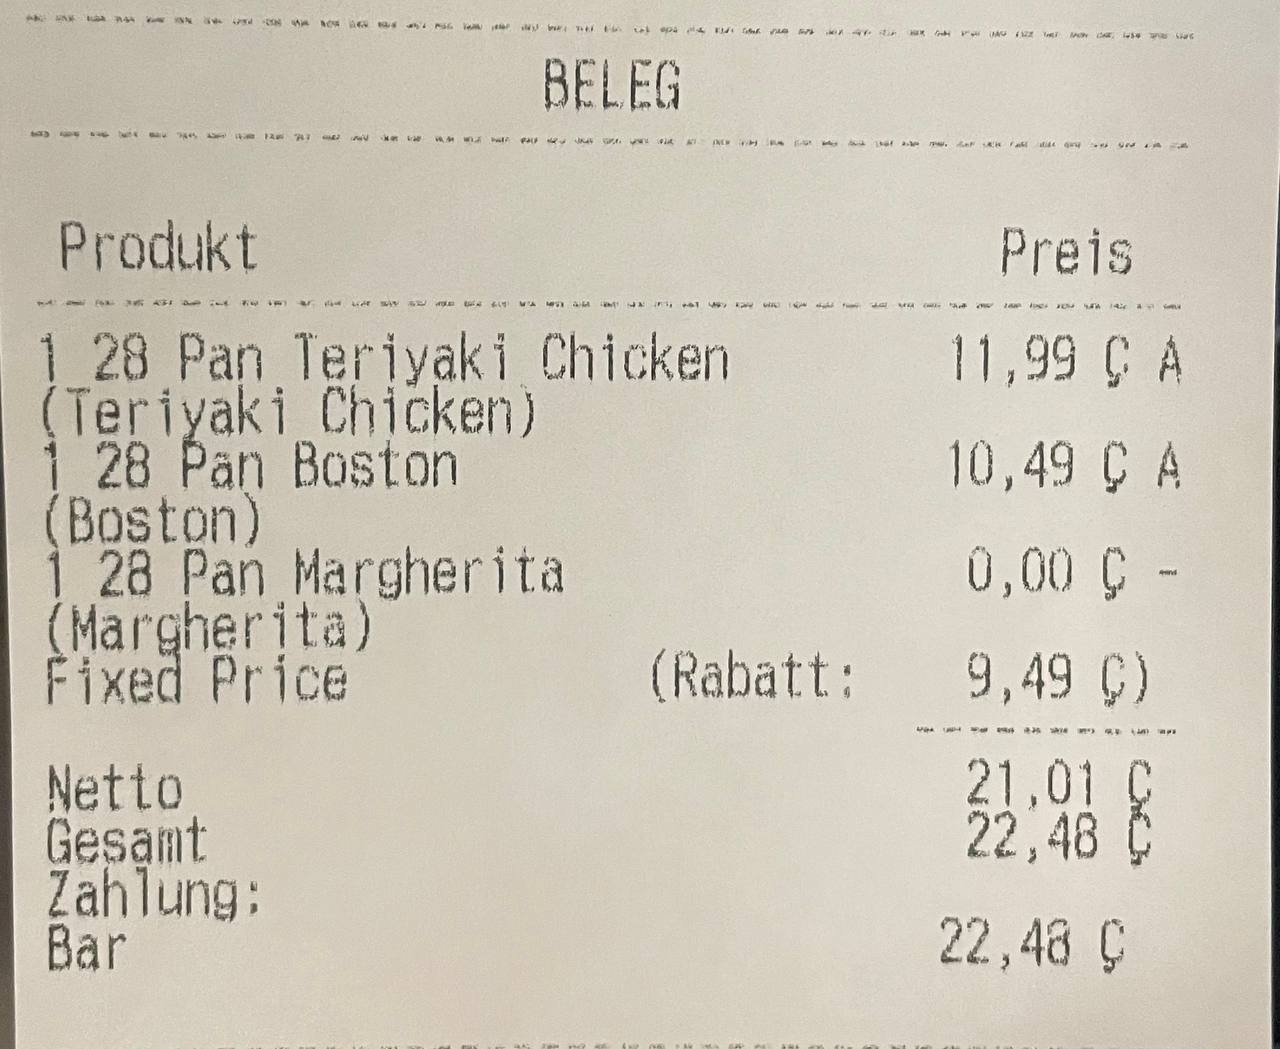 BELEG
Produkt Preis
1 28 Pan Teriyaki Chicken 11,99 Ç A
(Teriyaki Chicken)
1 28 Pan Boston 10,49 Ç A
(Boston)
1 28 Pan Margherita 0,00 Ç -
(Margherita)
Fixed Price (Rabatt: 9,49 Ç)
Netto 21,01 Ç
Gesamt 22,48 Ç
Zahlung:
Bar 22,48 Ç